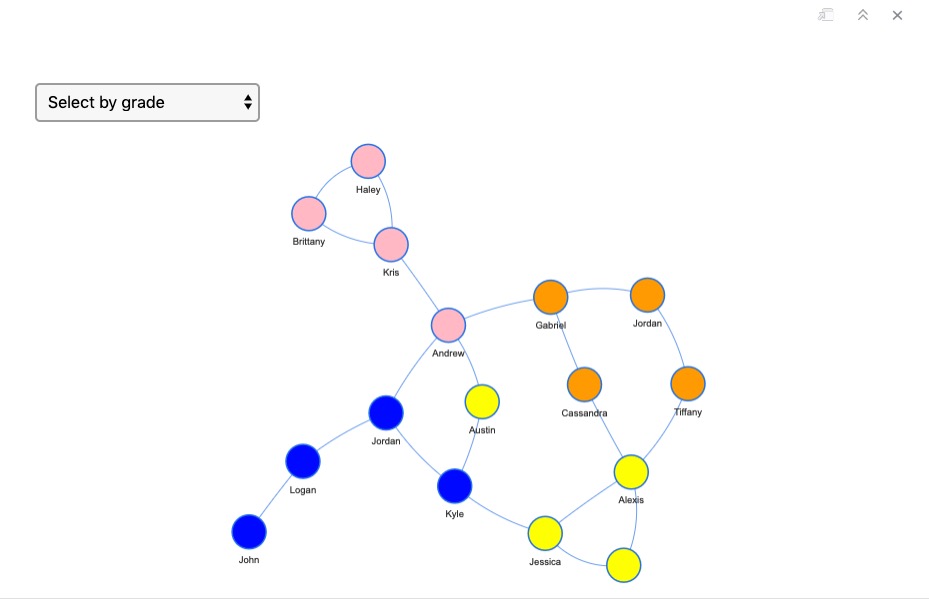 Select by grade
Haley
Brittany
Kris
Gabriel
Jordan
Andrew
Cassandra
Tiffany
Austin
Jordan
Logan
Alexis
Kyle
John
Jessica